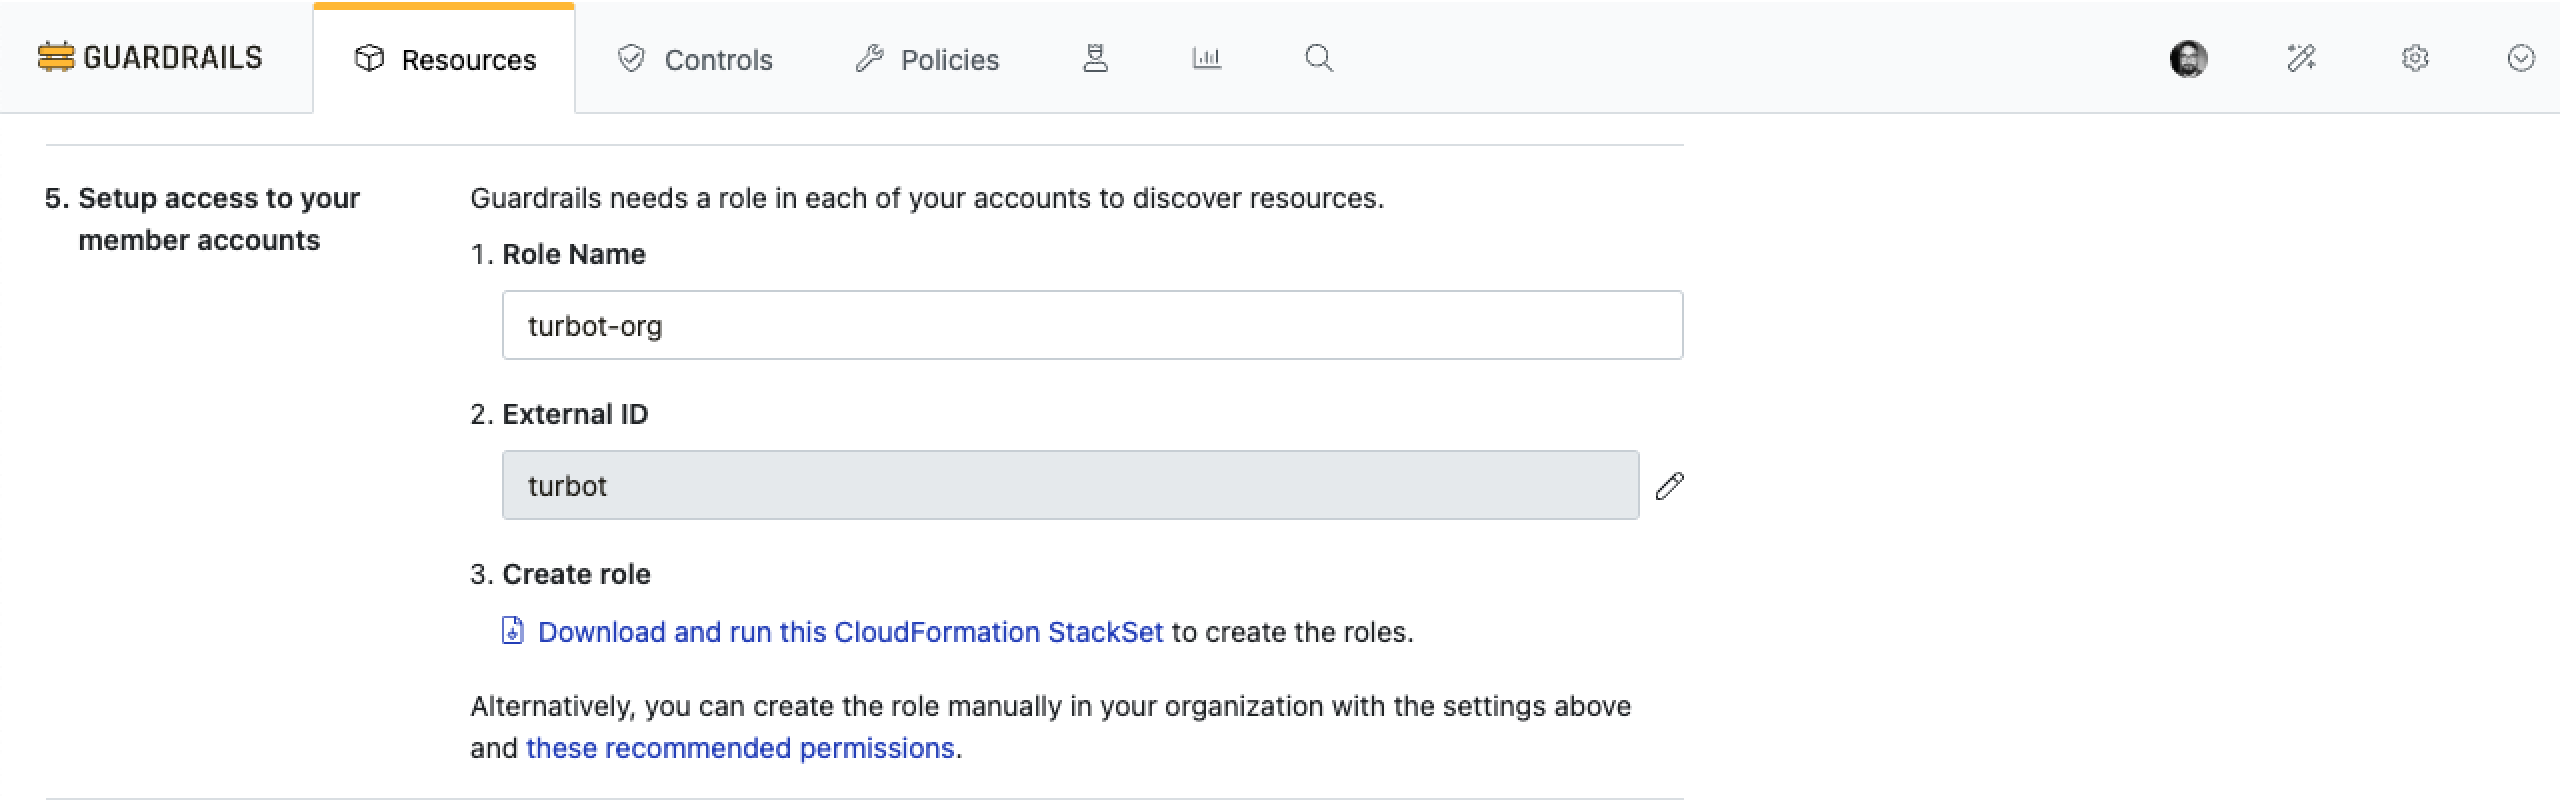 GUARDRAILS Resources Controls Policies
5. Setup access to your member accounts
Guardrails needs a role in each of your accounts to discover resources.
1. Role Name
turbot-org
2. External ID
turbot
3. Create role
Download and run this CloudFormation StackSet to create the roles.
Alternatively, you can create the role manually in your organization with the settings above
and these recommended permissions.